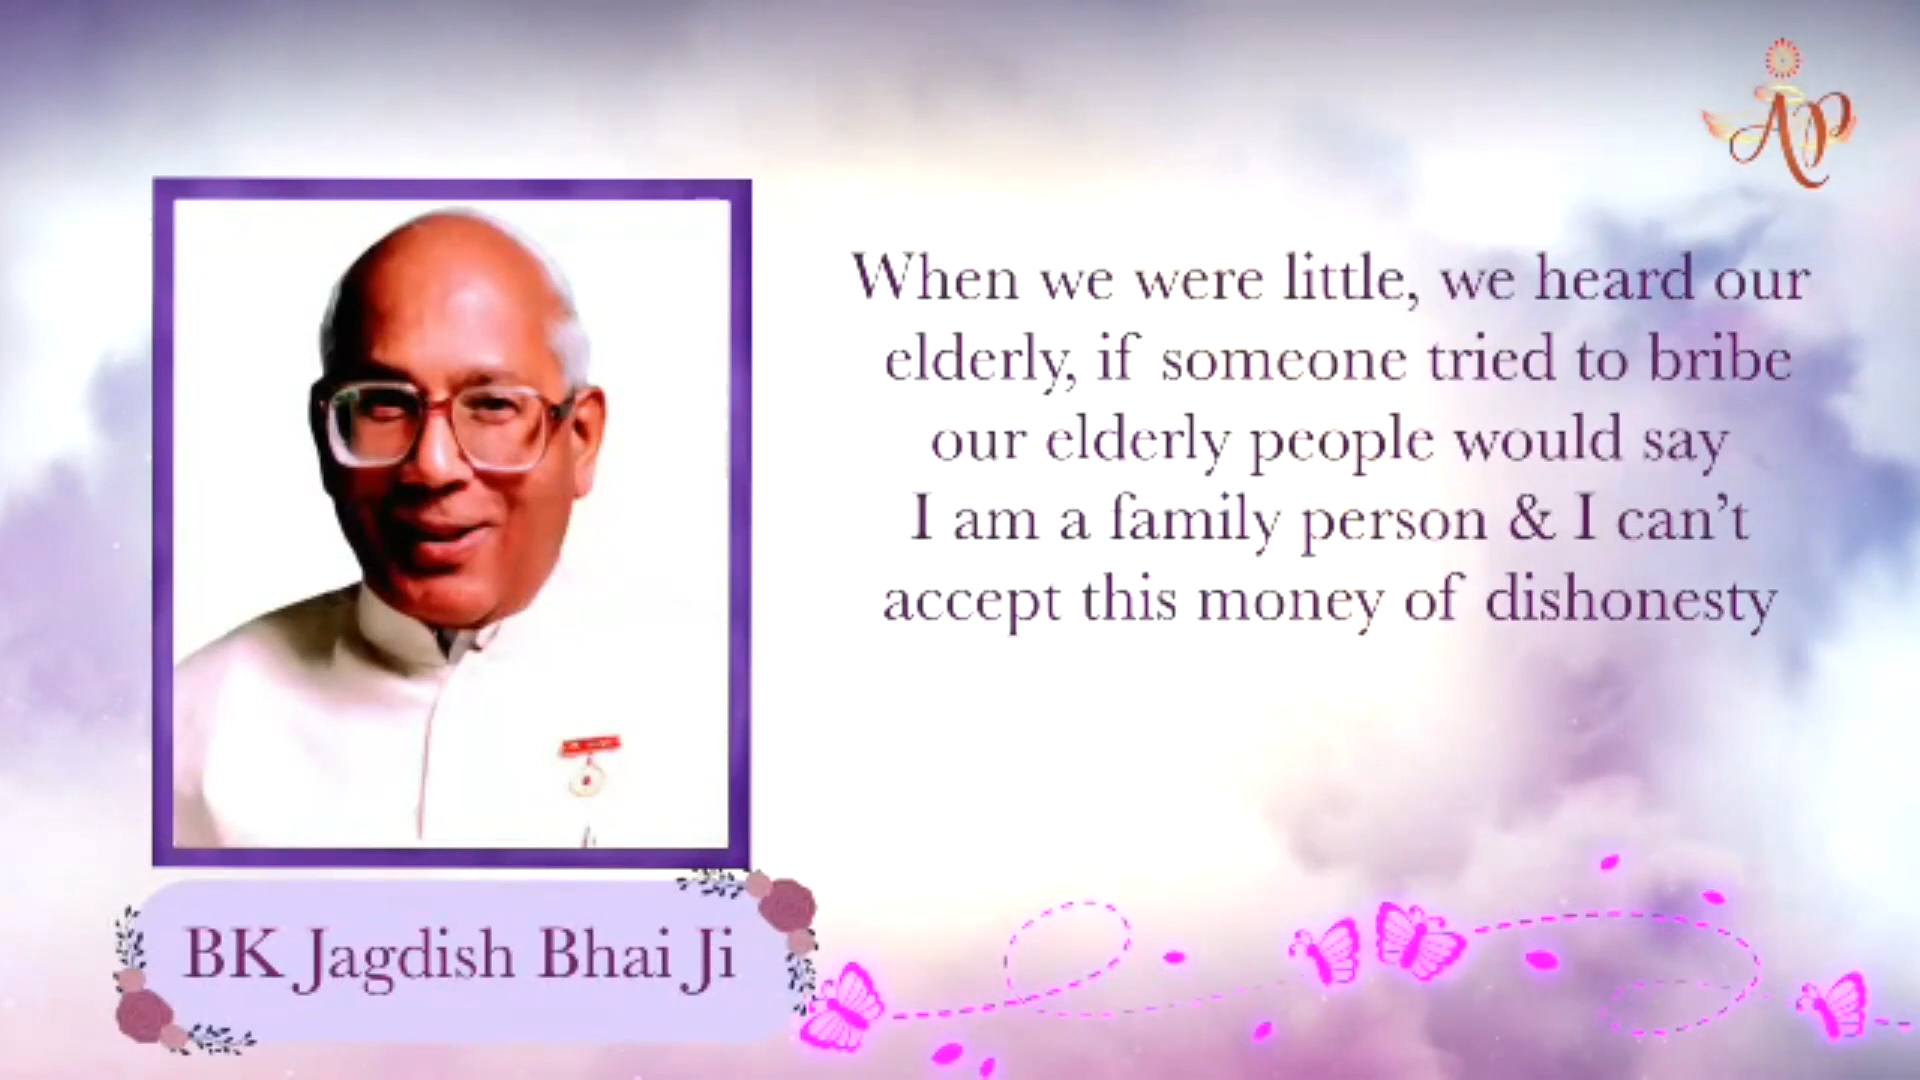 AP
When we were little, we heard our
elderly, if someone tried to bribe
our elderly people would say
I am a family person & I can't
accept this money of dishonesty
BK Jagdish Bhai Ji